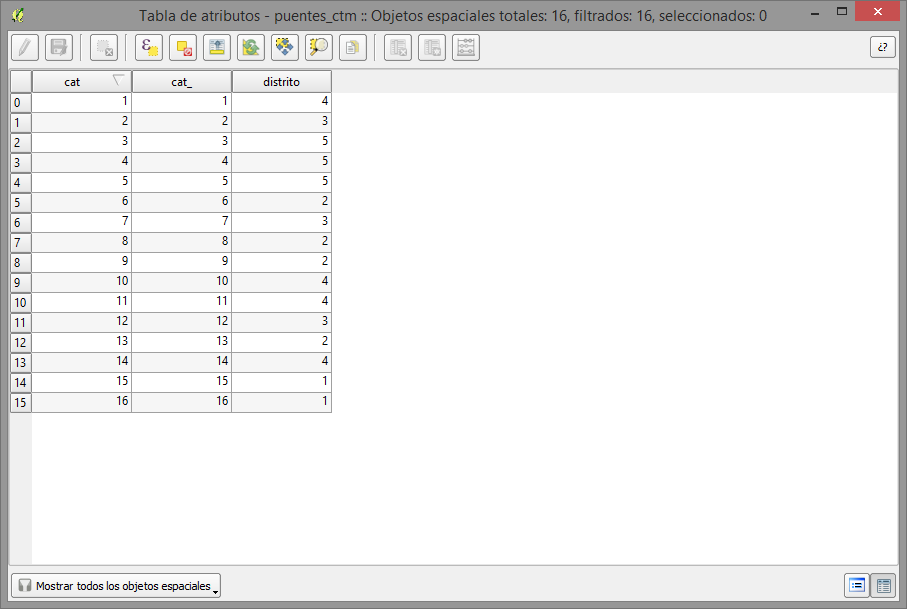 Tabla de atributos - puentes_ctm :: Objetos espaciales totales: 16, filtrados: 16, seleccionados: 0
ε
¿?
cat cat_ distrito
0 1 1 4
1 2 2 3
2 3 3 5
3 4 4 5
4 5 5 5
5 6 6 2
6 7 7 3
7 8 8 2
8 9 9 2
9 10 10 4
10 11 11 4
11 12 12 3
12 13 13 2
13 14 14 4
14 15 15 1
15 16 16 1
Mostrar todos los objetos espaciales